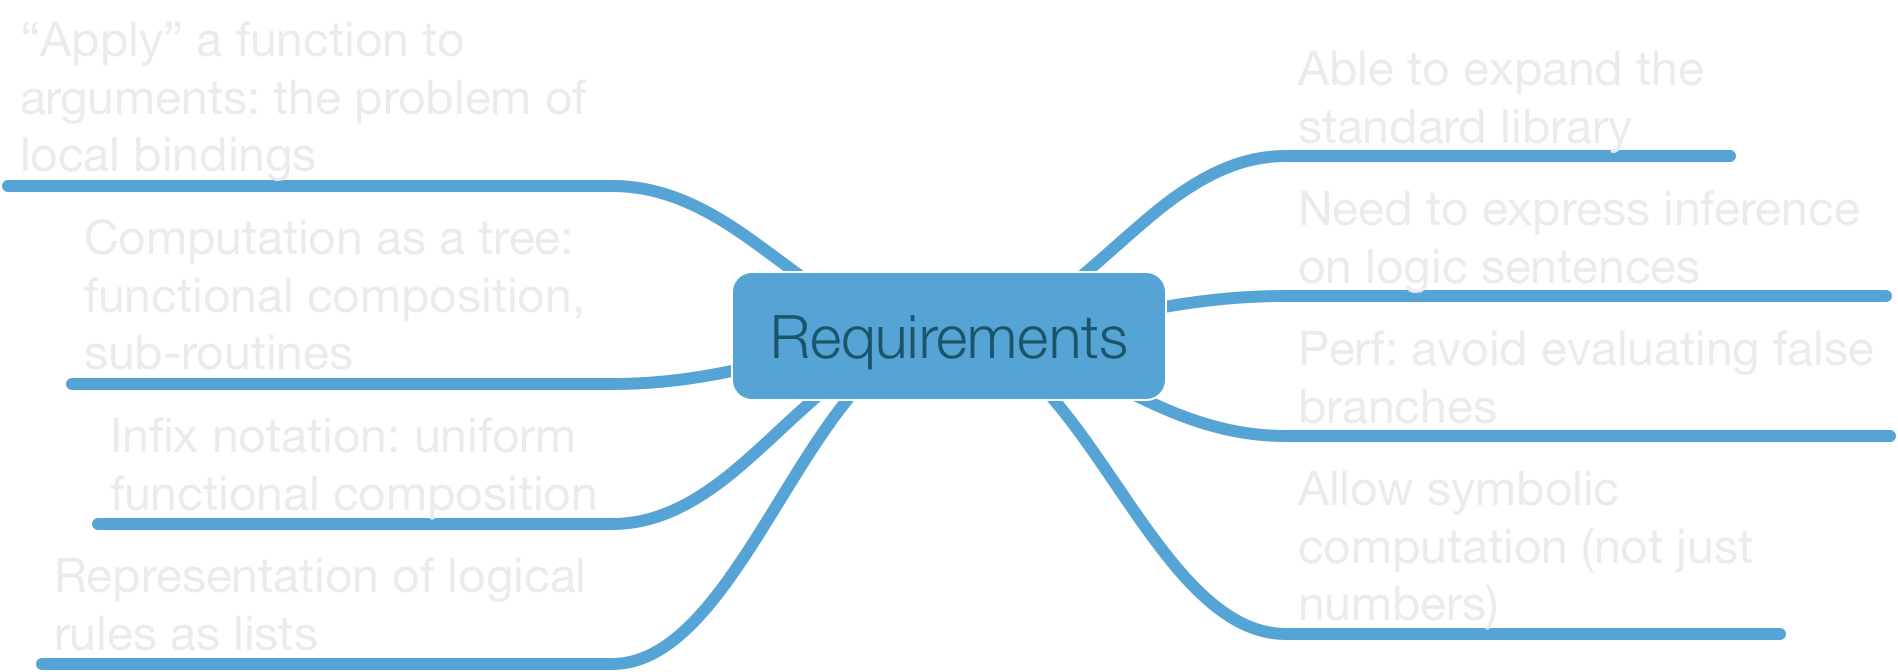 “Apply” a function to
arguments: the problem of
local bindings
Computation as a tree:
functional composition,
sub-routines
Infix notation: uniform
functional composition
Representation of logical
rules as lists
Requirements
Able to expand the
standard library
Need to express inference
on logic sentences
Perf: avoid evaluating false
branches
Allow symbolic
computation (not just
numbers)